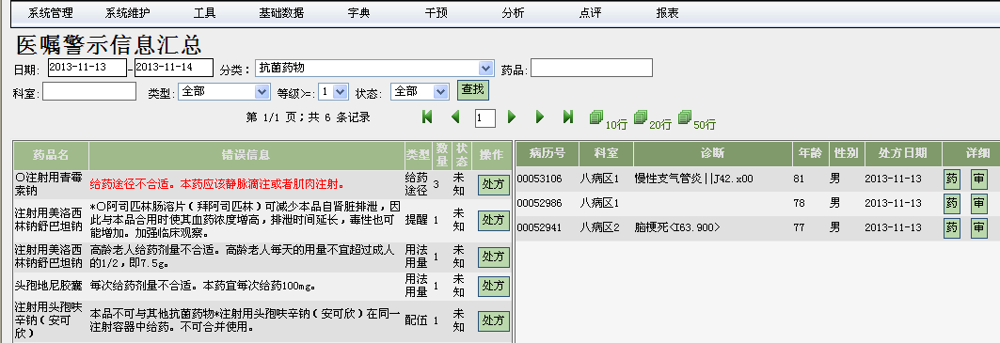 系统管理 系统维护 工具 基础数据 字典 干预 分析 点评 报表
医嘱警示信息汇总
日期: 2013-11-13 - 2013-11-14 分类: 抗菌药物 药品:
科室: 类型: 全部 等级>=: 1 状态: 全部 查找
第 1/1 页;共 6 条记录 1 10行 20行 50行
药品名 错误信息 类型 数量 状态 操作
○注射用青霉素钠 给药途径不合适。本药应该静脉滴注或者肌肉注射。 给药途径 3 未知 处方
注射用美洛西林钠舒巴坦钠 *○阿司匹林肠溶片(拜阿司匹林)可减少本品自肾脏排泄,因此与本品合用时使其血药浓度增高,排泄时间延长,毒性也可能增加。加强临床观察。 提醒 1 未知 处方
注射用美洛西林钠舒巴坦钠 高龄老人给药剂量不合适。高龄老人每天的用量不宜超过成人的1/2,即7.5g。 用法用量 1 未知 处方
头孢地尼胶囊 每次给药剂量不合适。本药宜每次给药100mg。 用法用量 1 未知 处方
注射用头孢呋辛钠(安可欣) 本品不可与其他抗菌药物*注射用头孢呋辛钠(安可欣)在同一注射容器中给药。不可合并使用。 配伍 1 未知 处方
病历号 科室 诊断 年龄 性别 处方日期 详细
00053106 八病区1 慢性支气管炎||J42.x00 81 男 2013-11-13 药 审
00052986 八病区1 78 男 2013-11-13 药 审
00052941 八病区2 脑梗死<I63.900> 77 男 2013-11-13 药 审